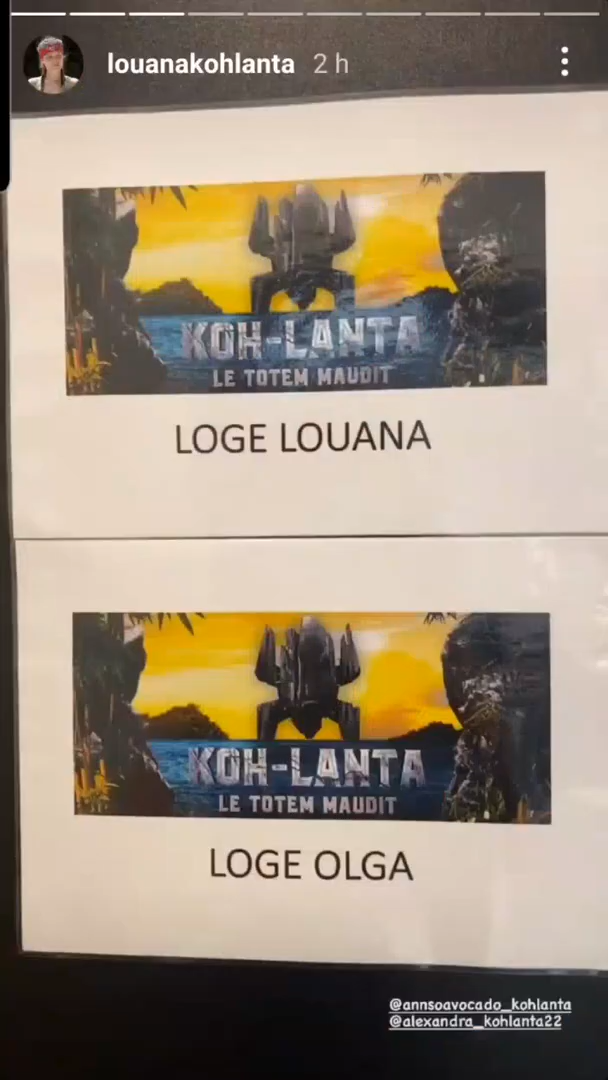 louanakohlanta 2 h
KOH-LANTA
LE TOTEM MAUDIT
LOGE LOUANA
KOH-LANTA
LE TOTEM MAUDIT
LOGE OLGA
@annsoavocado_kohlanta
@alexandra_kohlanta22